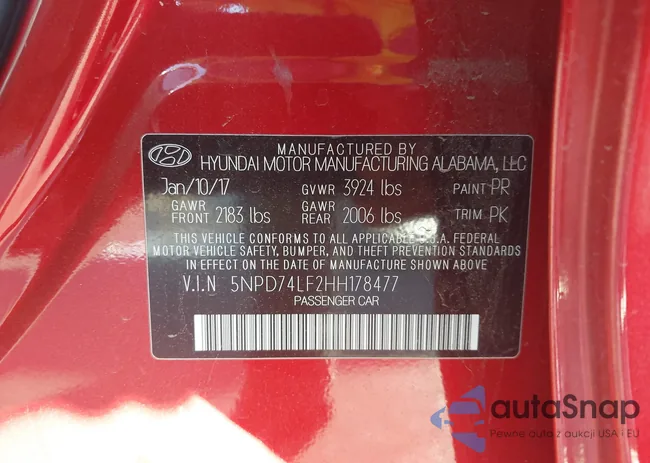 MANUFACTURED BY
HYUNDAI MOTOR MANUFACTURING ALABAMA, LLC
Jan/10/17 GVWR 3924 lbs PAINT PR
GAWR FRONT 2183 lbs GAWR REAR 2006 lbs TRIM PK
THIS VEHICLE CONFORMS TO ALL APPLICABLE U.S.A. FEDERAL
MOTOR VEHICLE SAFETY, BUMPER, AND THEFT PREVENTION STANDARDS
IN EFFECT ON THE DATE OF MANUFACTURE SHOWN ABOVE
V.I.N 5NPD74LF2HH178477
PASSENGER CAR
autaSnap
Pewne auta z aukcji USA i EU